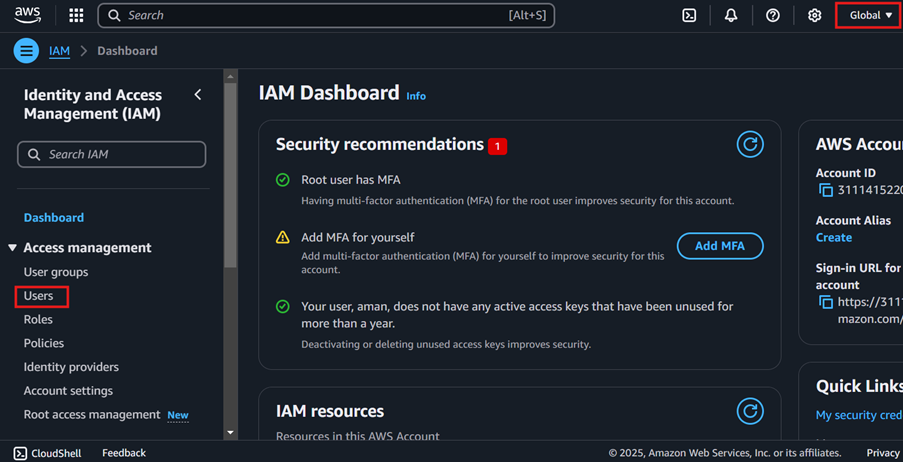 aws
Search [Alt+S]
Global
IAM > Dashboard
Identity and Access
Management (IAM)
Search IAM
Dashboard
Access management
User groups
Users
Roles
Policies
Identity providers
Account settings
Root access management New
IAM Dashboard Info
Security recommendations 1
Root user has MFA
Having multi-factor authentication (MFA) for the root user improves security for this account.
Add MFA for yourself
Add multi-factor authentication (MFA) for yourself to improve security for this
account.
Add MFA
Your user, aman, does not have any active access keys that have been unused for
more than a year.
Deactivating or deleting unused access keys improves security.
IAM resources
Resources in this AWS Account
AWS Accou
Account ID
3111415220
Account Alias
Create
Sign-in URL for
account
https://311
mazon.com/
Quick Links
My security cred
CloudShell
Feedback
© 2025, Amazon Web Services, Inc. or its affiliates.
Privacy